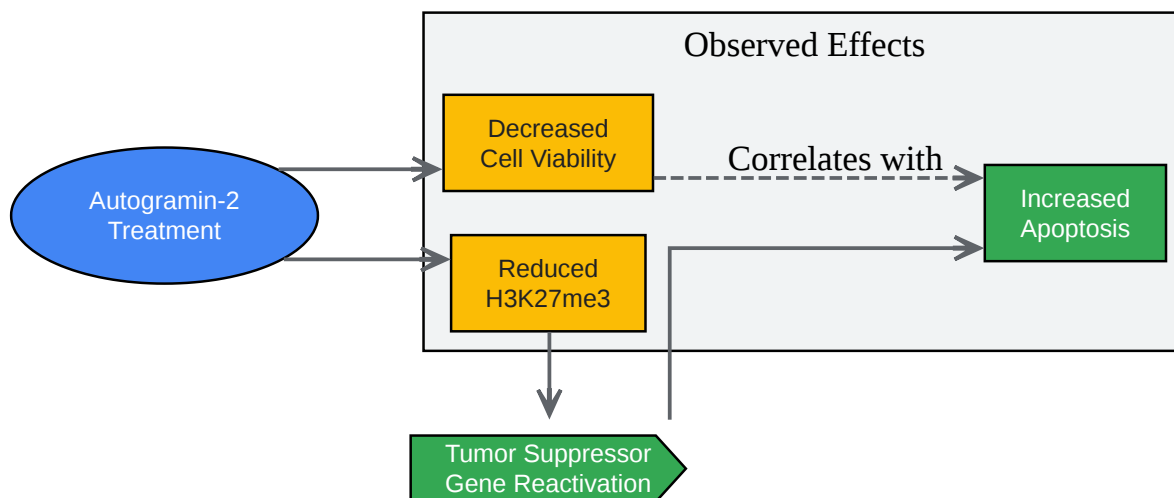 Observed Effects
Decreased
Cell Viability
Correlates with
Autogramin-2
Treatment
Increased
Apoptosis
Reduced
H3K27me3
Tumor Suppressor
Gene Reactivation